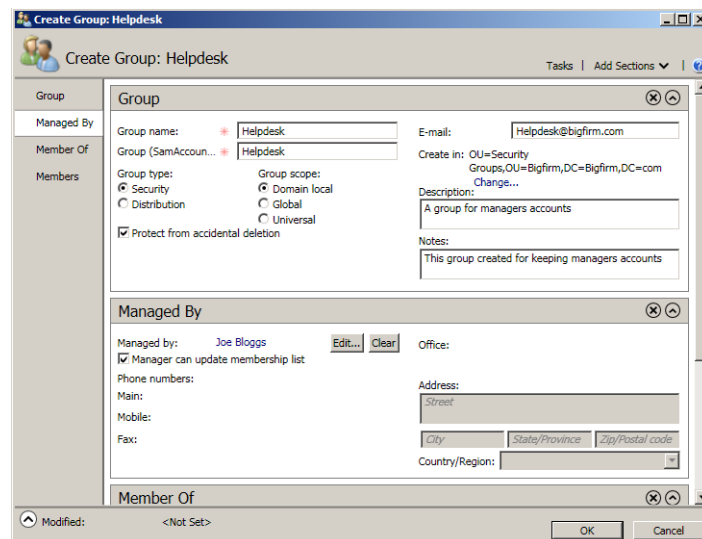 Create Group: Helpdesk
Create Group: Helpdesk
Tasks | Add Sections |
Group
Managed By
Member Of
Members
Group
Group name: * Helpdesk
Group (SamAccoun... * Helpdesk
Group type:
Security
Distribution
Group scope:
Domain local
Global
Universal
Protect from accidental deletion
E-mail: Helpdesk@bigfirm.com
Create in: OU=Security
Groups,OU=Bigfirm,DC=Bigfirm,DC=com
Change...
Description:
A group for managers accounts
Notes:
This group created for keeping managers accounts
Managed By
Managed by: Joe Bloggs Edit... Clear
Manager can update membership list
Phone numbers:
Main:
Mobile:
Fax:
Office:
Address:
Street
City State/Province Zip/Postal code
Country/Region:
Member Of
Modified: <Not Set>
OK Cancel